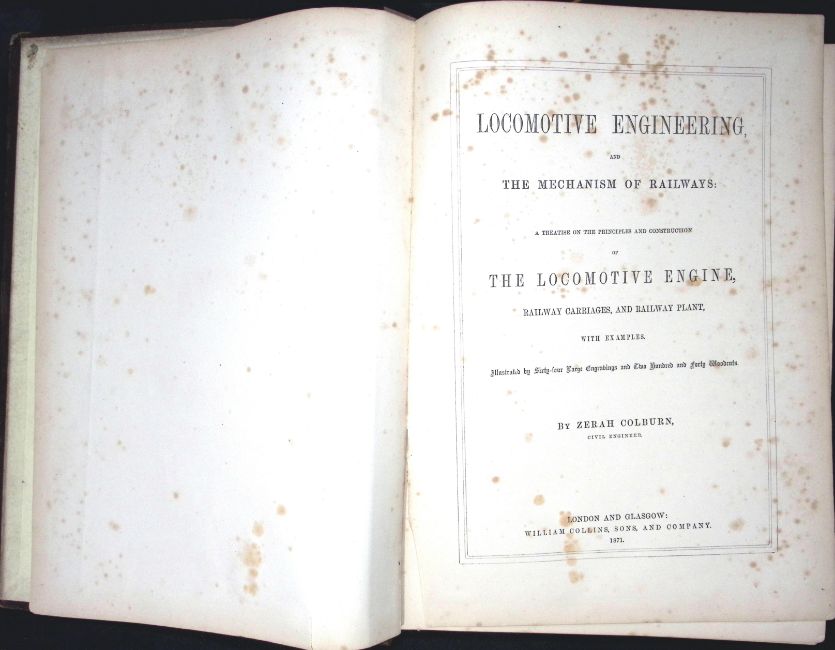 LOCOMOTIVE ENGINEERING,
AND
THE MECHANISM OF RAILWAYS:
A TREATISE ON THE PRINCIPLES AND CONSTRUCTION
OF
THE LOCOMOTIVE ENGINE,
RAILWAY CARRIAGES, AND RAILWAY PLANT,
WITH EXAMPLES.
Illustrated by Sixty-four Large Engravings and Two Hundred and Forty Woodcuts.
BY ZERAH COLBURN,
CIVIL ENGINEER.
LONDON AND GLASGOW:
WILLIAM COLLINS, SONS, AND COMPANY.
1871.